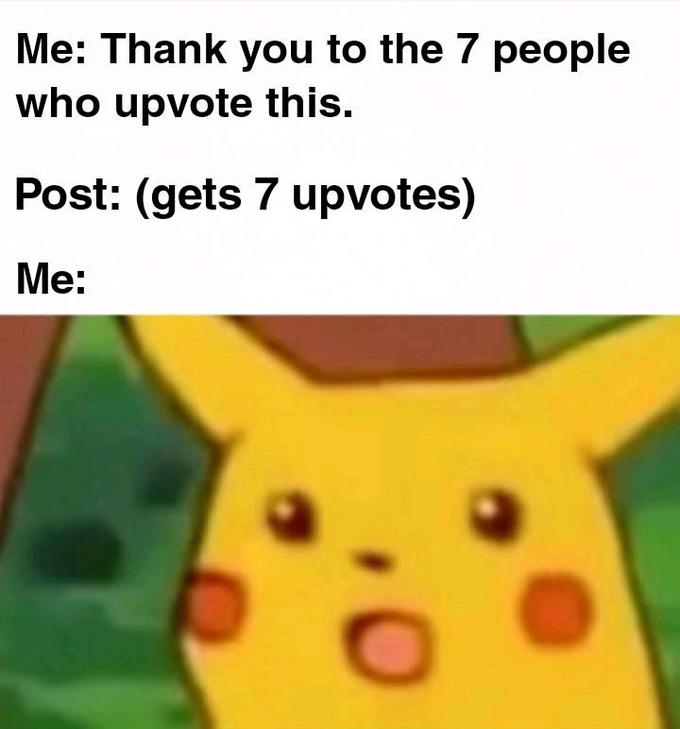 Me: Thank you to the 7 people
who upvote this.
Post: (gets 7 upvotes)
Me: